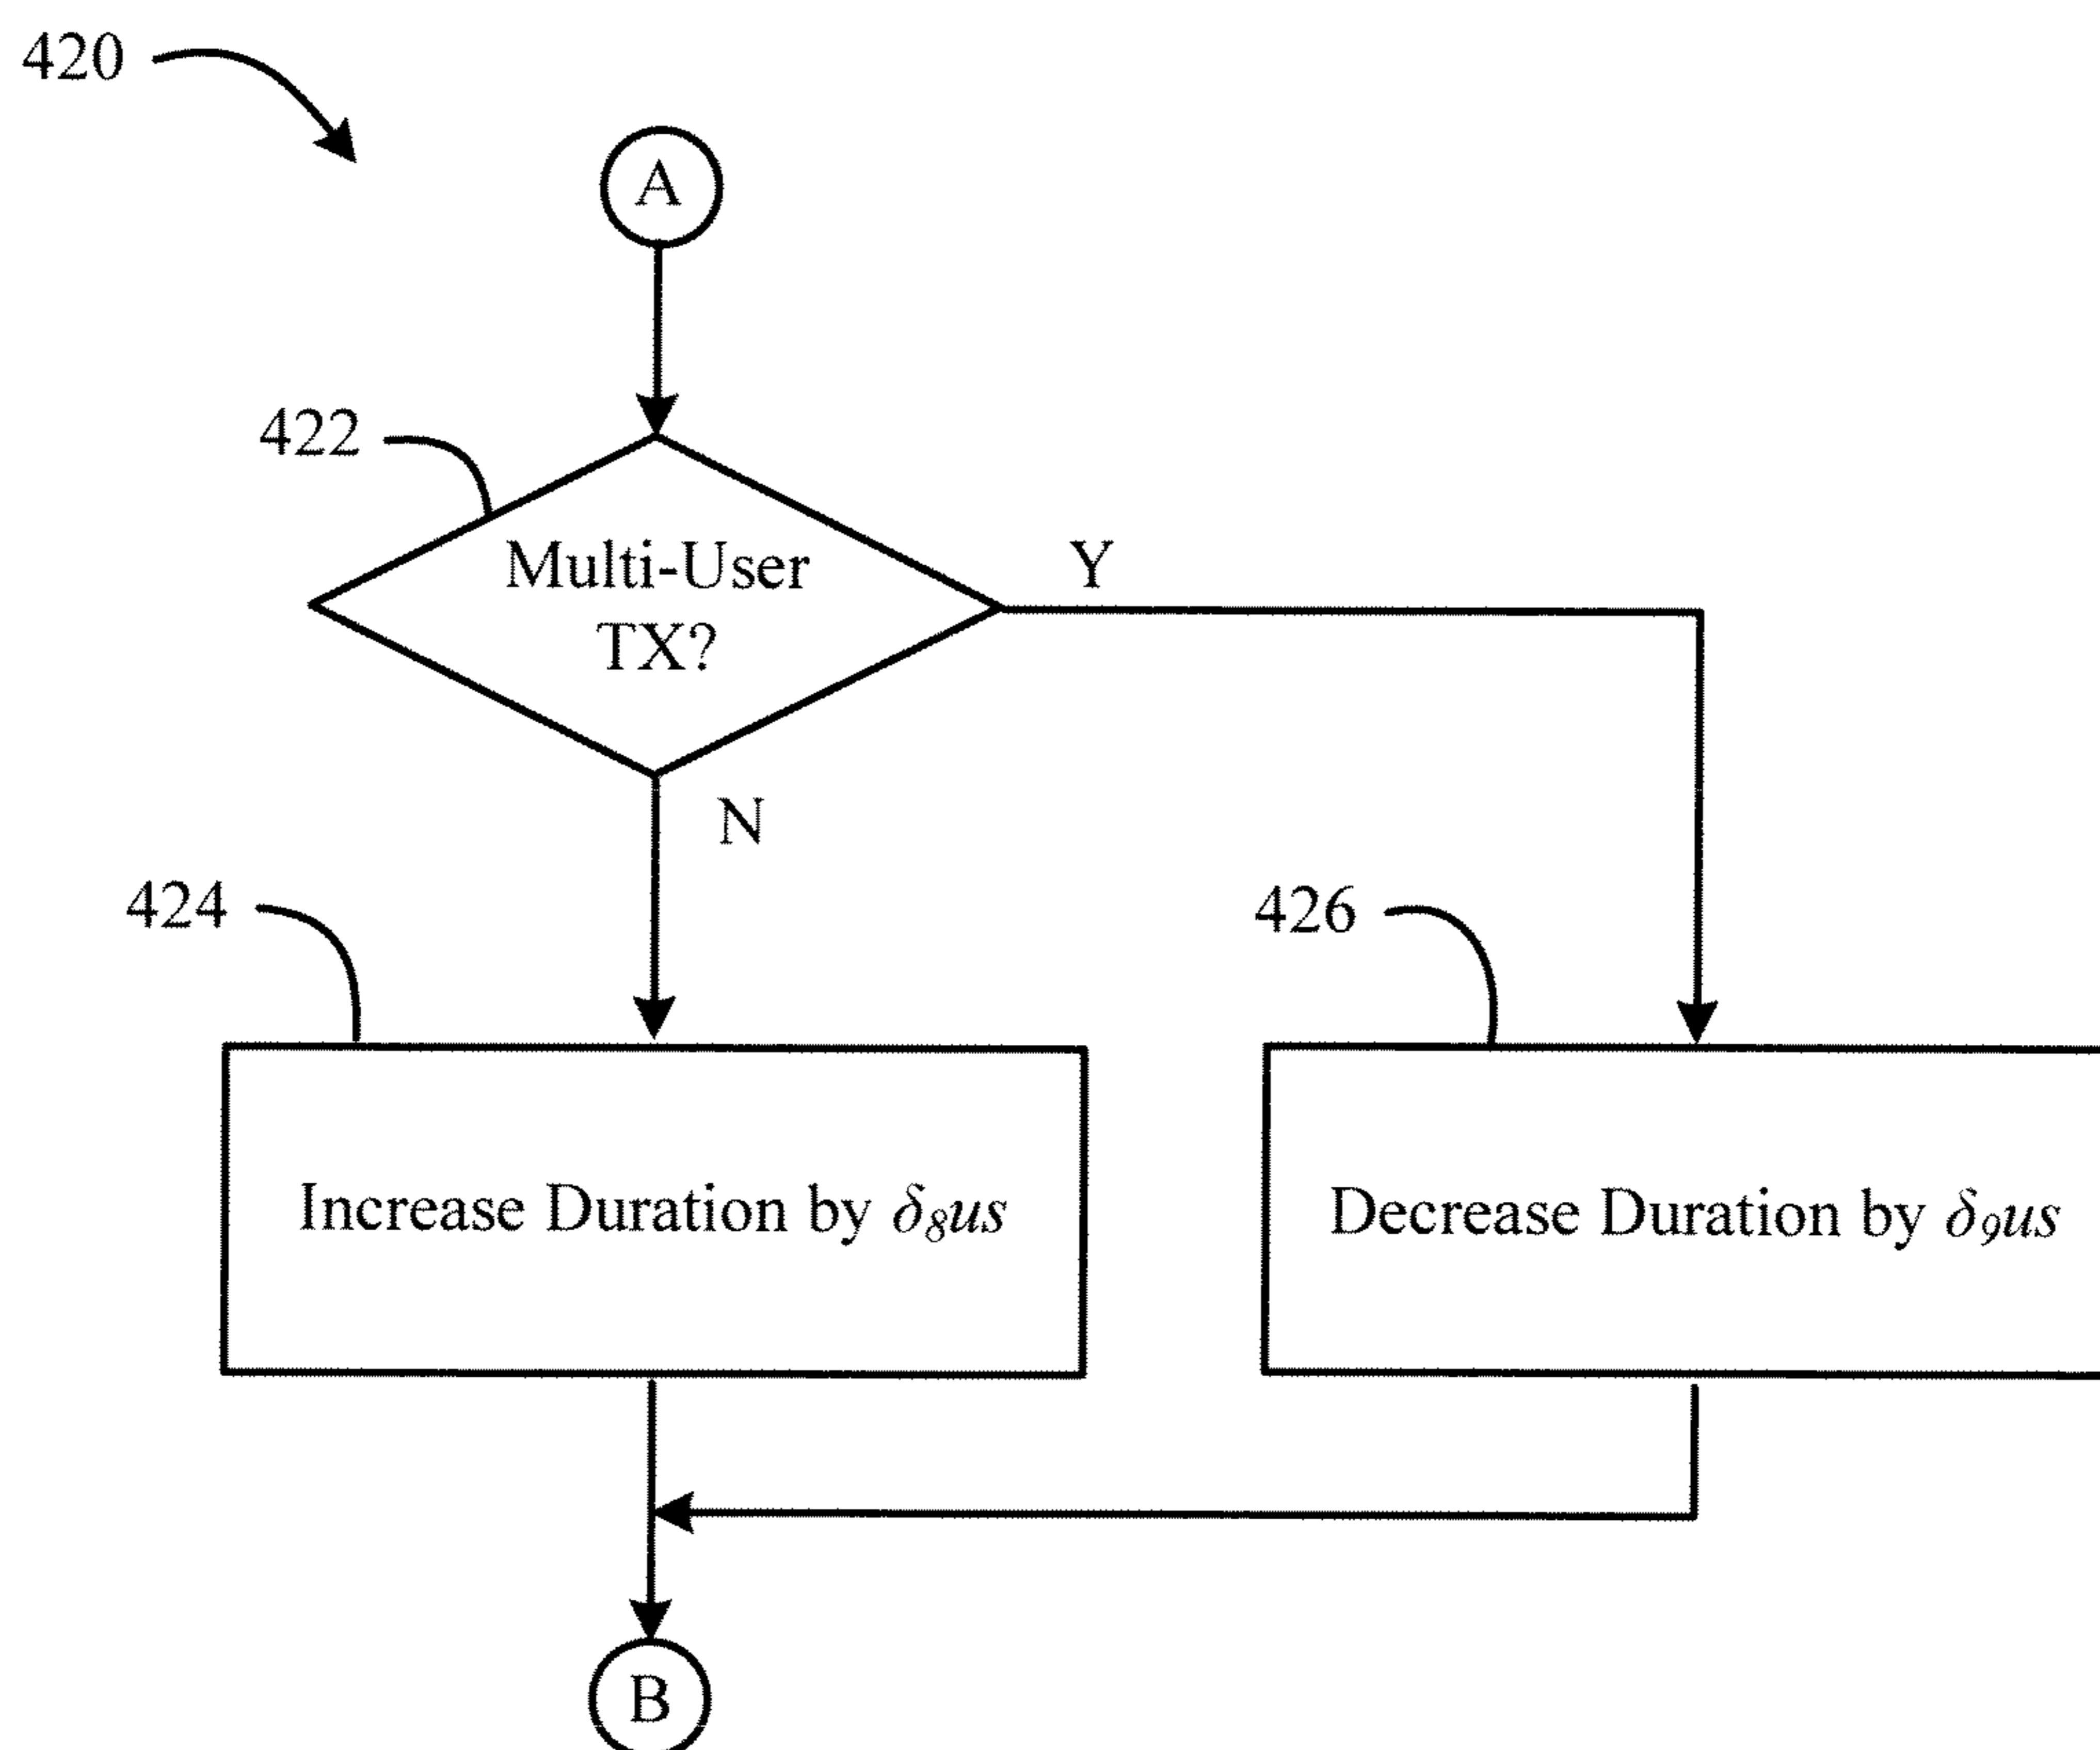 420
A
422
Multi-User
TX?
Y
N
424
426
Increase Duration by δ₈us
Decrease Duration by δ₉us
B